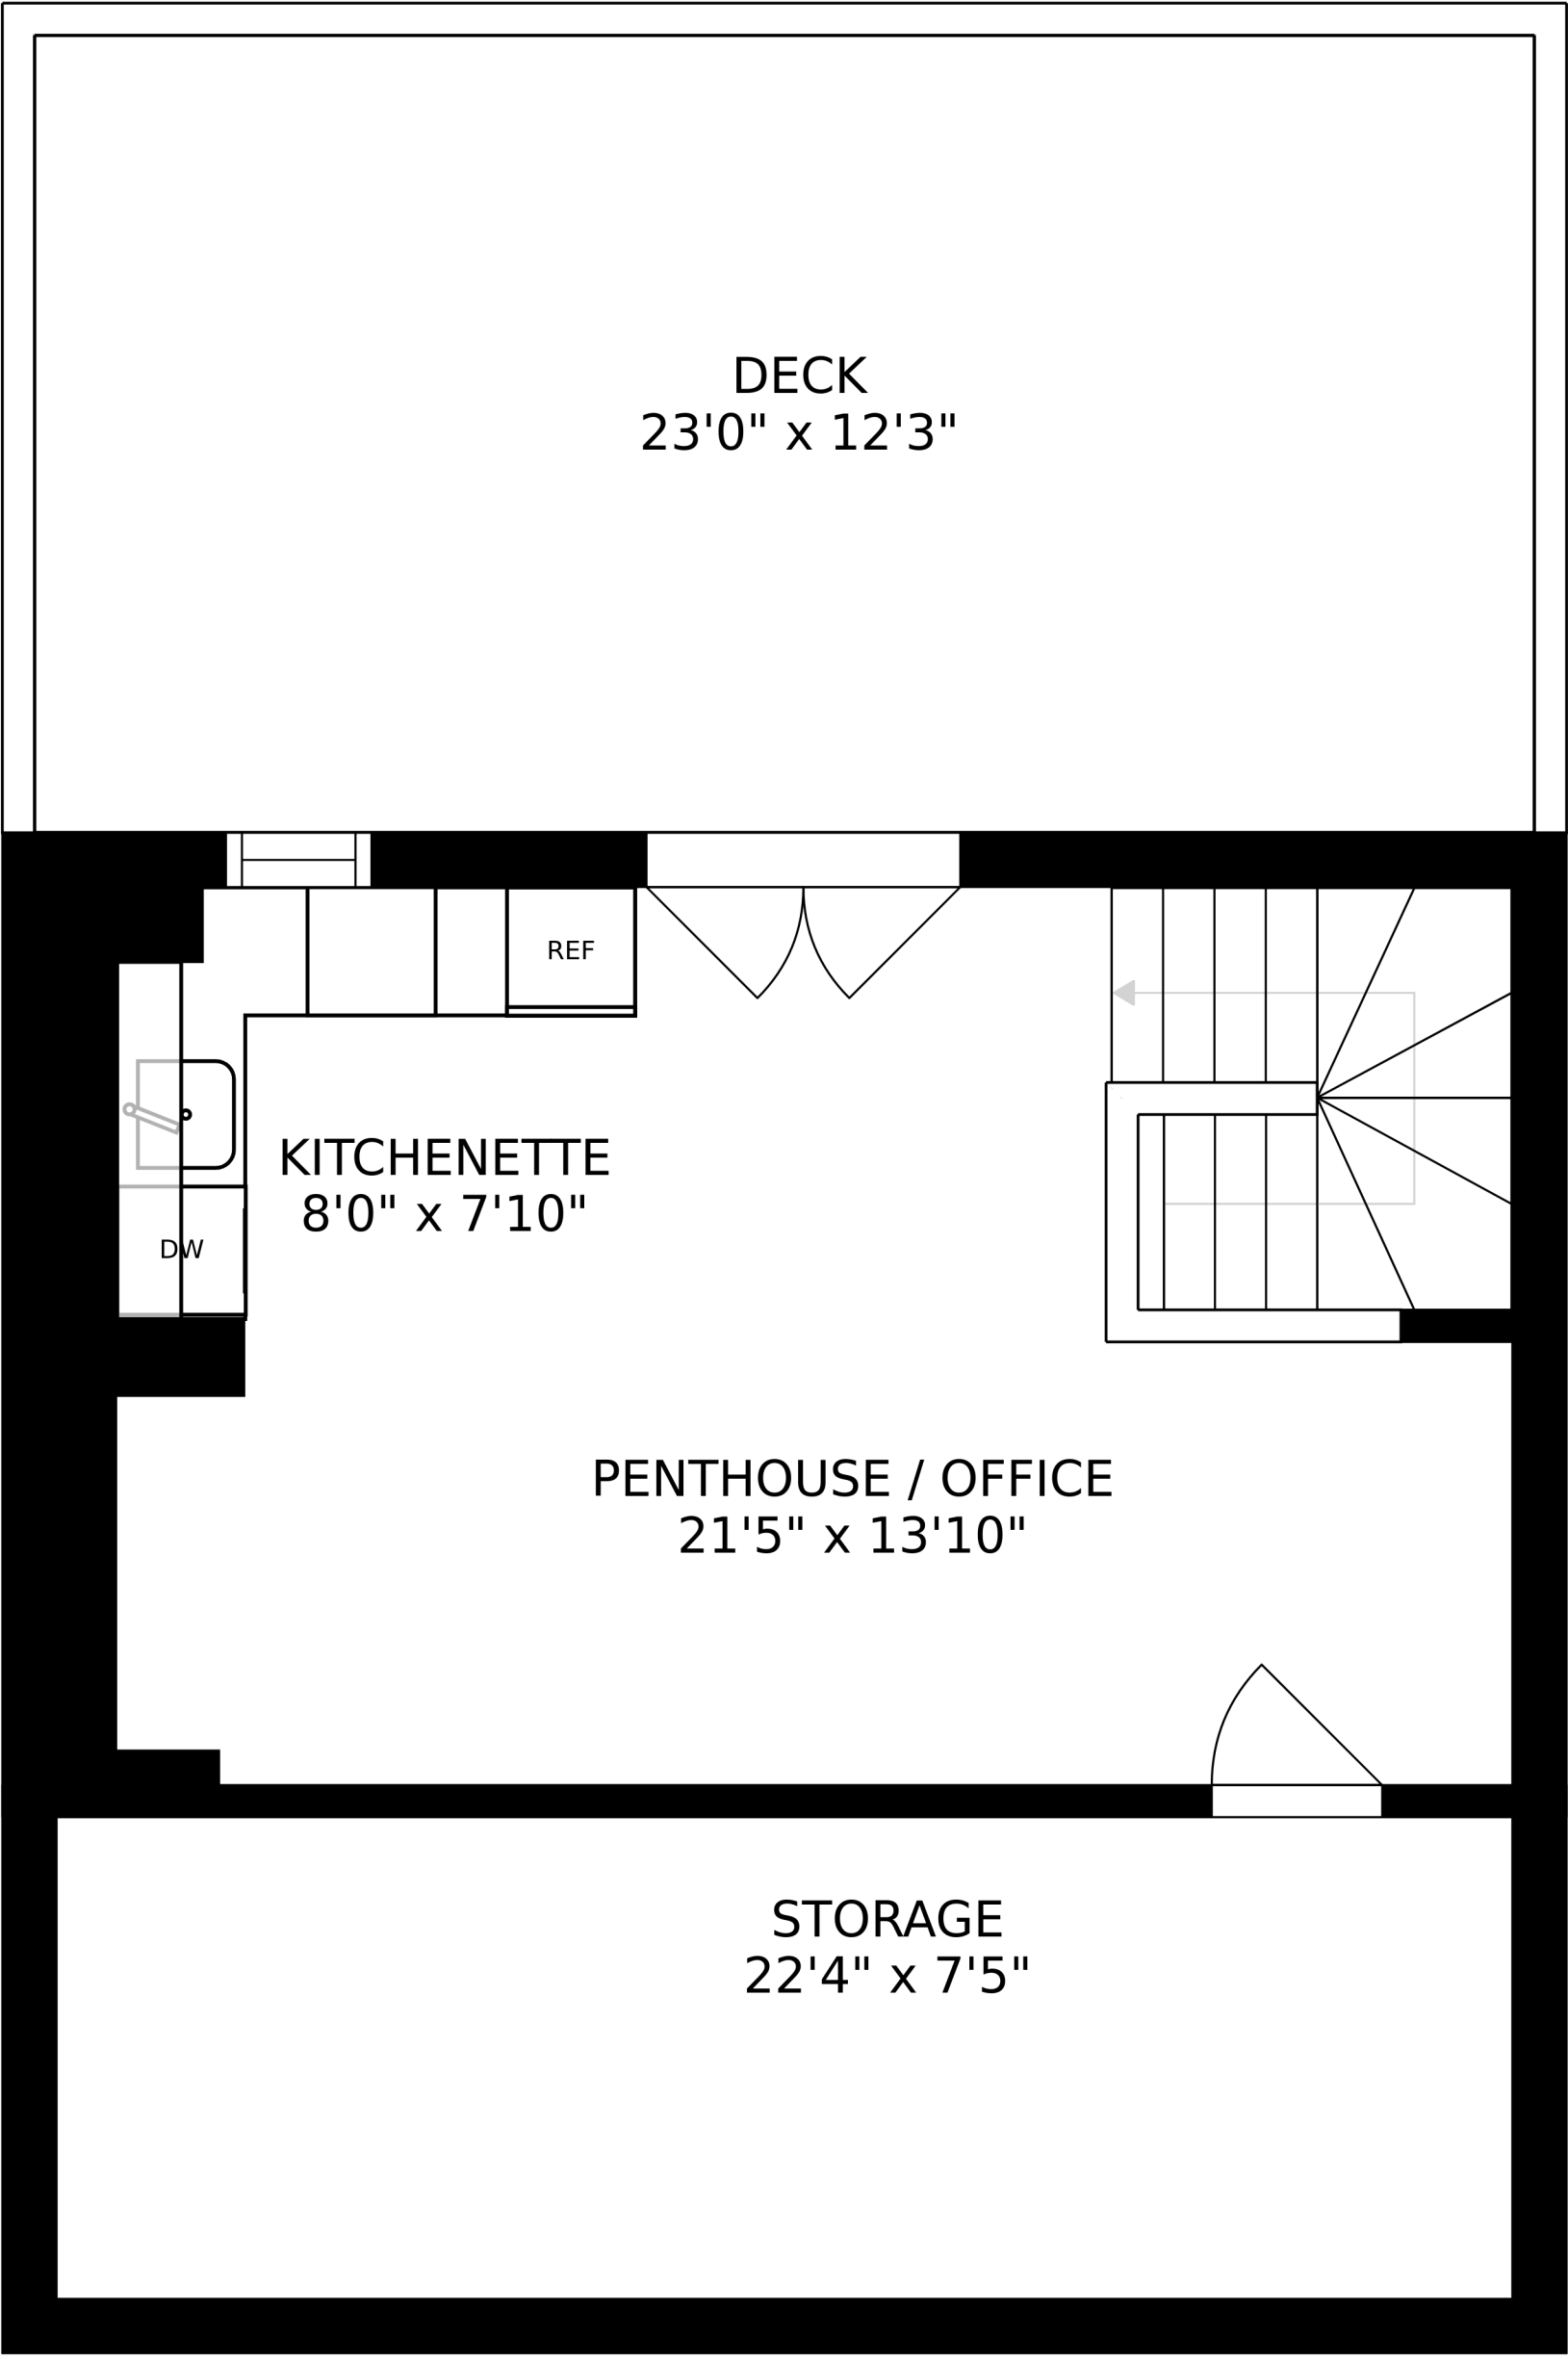 DECK
23'0" x 12'3"
REF
KITCHENETTE
8'0" x 7'10"
DW
PENTHOUSE / OFFICE
21'5" x 13'10"
STORAGE
22'4" x 7'5"